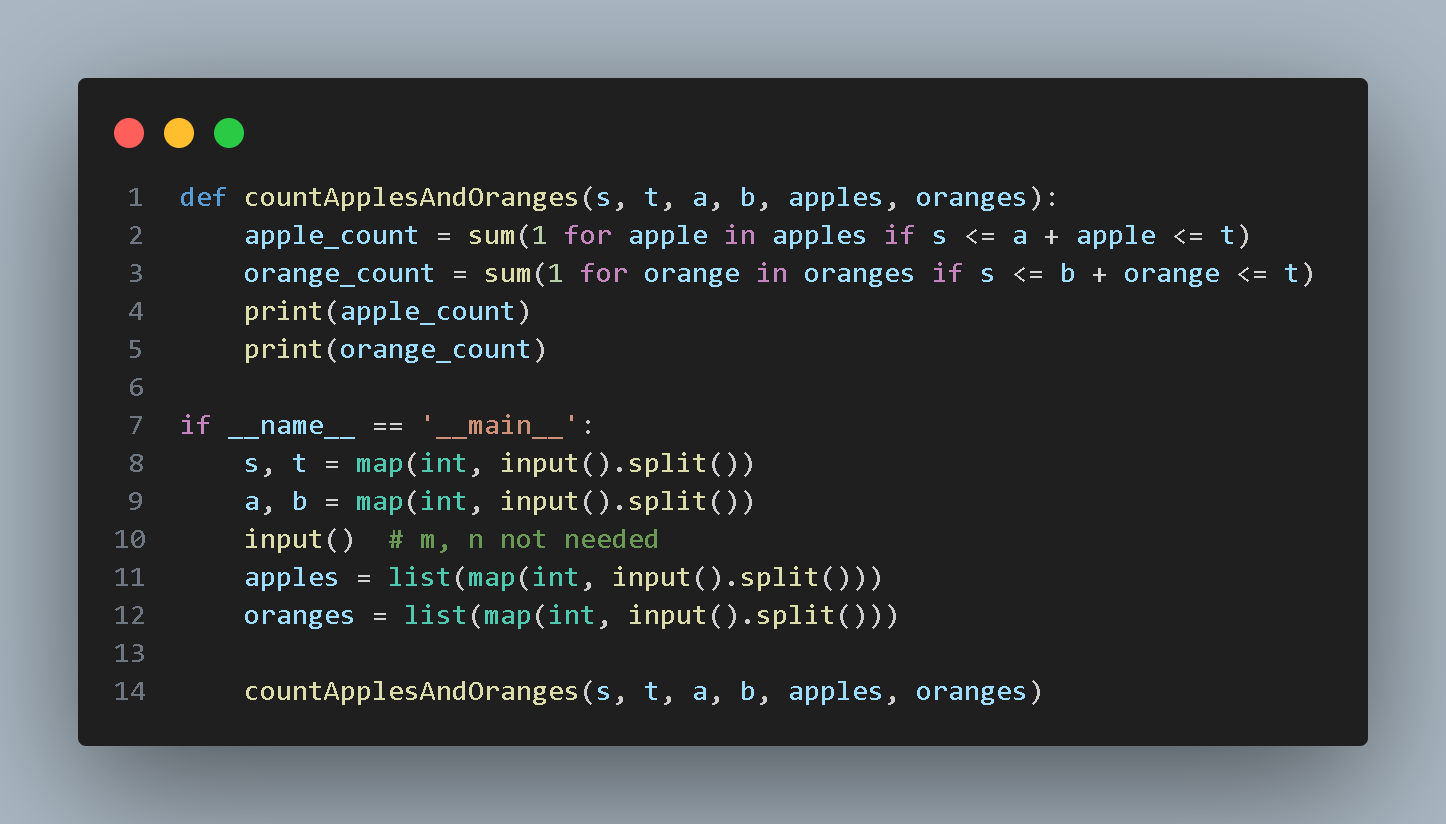 1 def countApplesAndOranges(s, t, a, b, apples, oranges):
2     apple_count = sum(1 for apple in apples if s <= a + apple <= t)
3     orange_count = sum(1 for orange in oranges if s <= b + orange <= t)
4     print(apple_count)
5     print(orange_count)
6
7 if __name__ == '__main__':
8     s, t = map(int, input().split())
9     a, b = map(int, input().split())
10     input()  # m, n not needed
11     apples = list(map(int, input().split()))
12     oranges = list(map(int, input().split()))
13
14     countApplesAndOranges(s, t, a, b, apples, oranges)